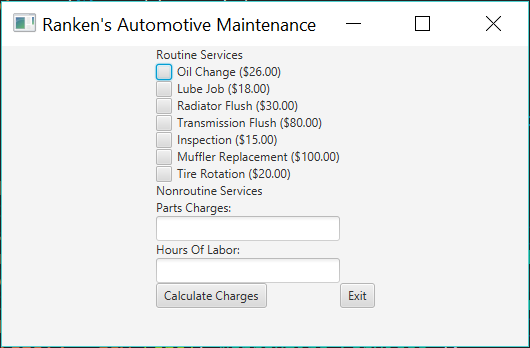 Ranken's Automotive Maintenance
Routine Services
Oil Change ($26.00)
Lube Job ($18.00)
Radiator Flush ($30.00)
Transmission Flush ($80.00)
Inspection ($15.00)
Muffler Replacement ($100.00)
Tire Rotation ($20.00)
Nonroutine Services
Parts Charges:
Hours Of Labor:
Calculate Charges Exit